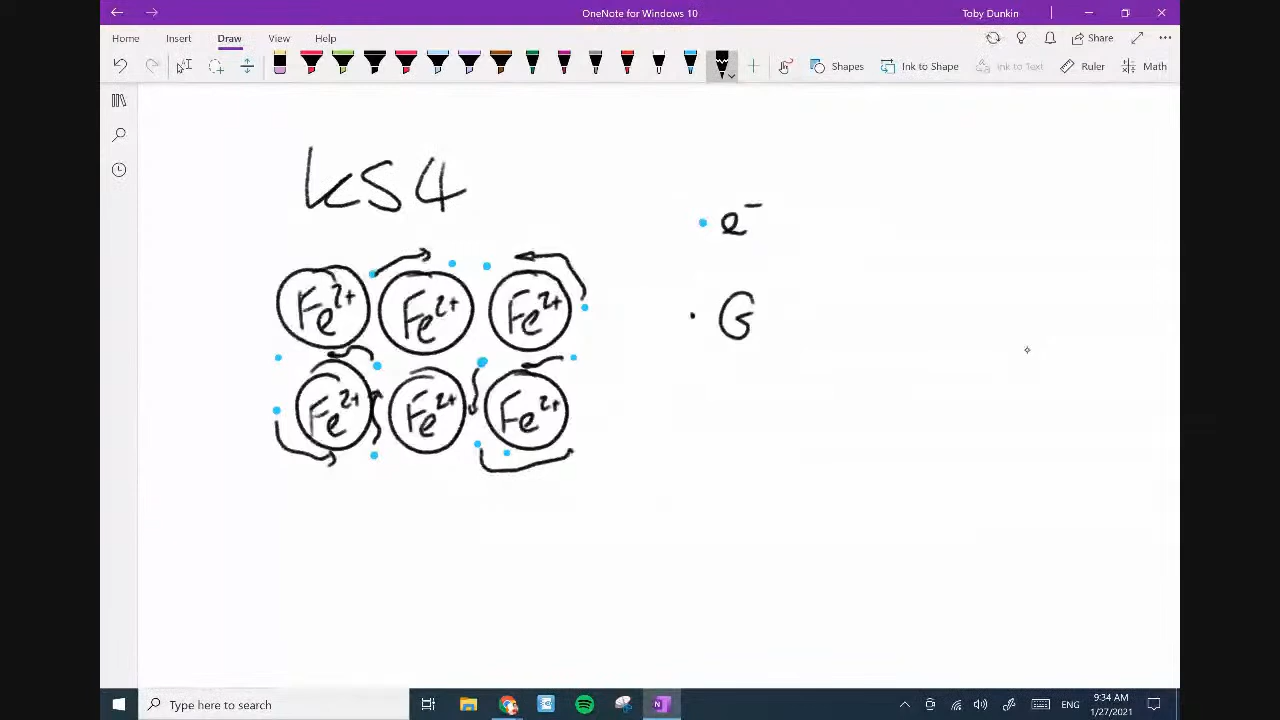 OneNote for Windows 10
Toby Dunkin
Home Insert Draw View Help
Share
Shapes Ink to Shape Ink to Text Ruler Math
ks4
e⁻
Fe²⁺ Fe²⁺ Fe²⁺
· G
Fe²⁺ Fe²⁺ Fe²⁺
Type here to search
ENG
9:34 AM
1/27/2021